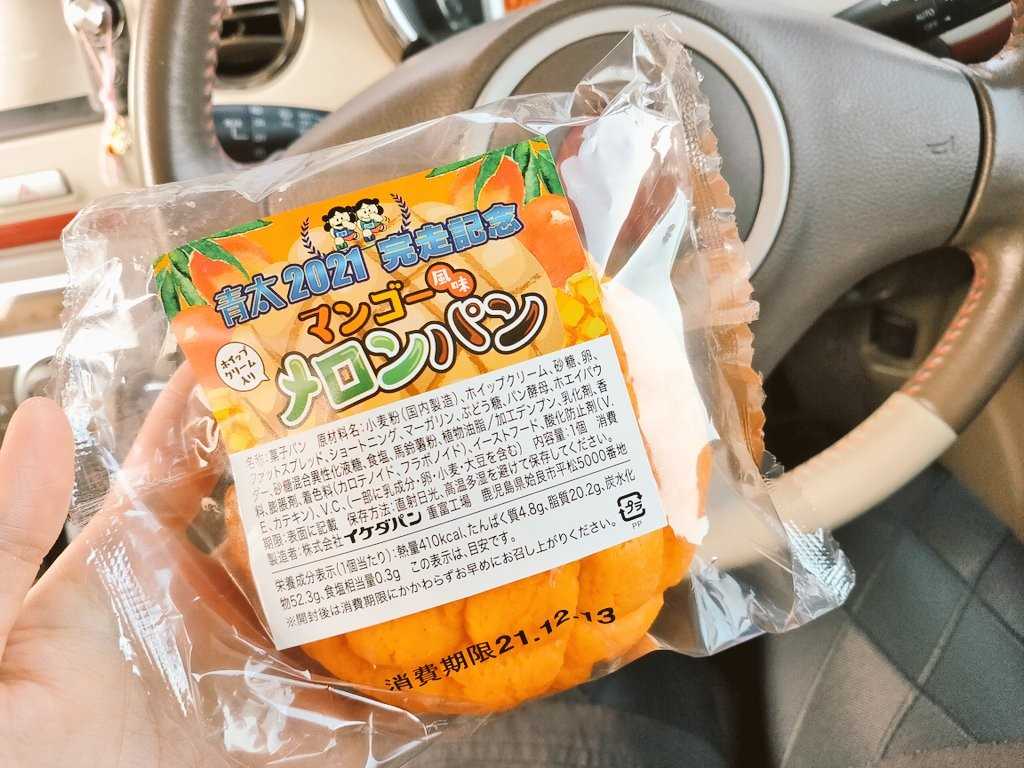 青太2021 完走記念
マンゴー風味
メロンパン
ホイップ
クリーム
入り
名称:菓子パン 原材料名:小麦粉(国内製造)、ホイップクリーム、砂糖、卵、
ファットスプレッド、ショートニング、マーガリン、ぶどう糖、パン酵母、ホエイパウ
ダー、砂糖混合異性化液糖、食塩、馬鈴薯粉、植物油脂/加工デンプン、乳化剤、香
料、膨脹剤、着色料(カロテノイド、フラボノイド)、イーストフード、酸化防止剤(V.
E、カテキン)、V.C、(一部に乳成分・卵・小麦・大豆を含む) 内容量:1個 消費
期限:表面に記載 保存方法:直射日光、高温多湿を避けて保存してください。
製造者:株式会社イケダパン 重富工場 鹿児島県姶良市平松5000番地
栄養成分表示(1個当たり):熱量410kcal、たんぱく質4.8g、脂質20.2g、炭水化
物52.3g、食塩相当量0.3g この表示は、目安です。
※開封後は消費期限にかかわらずお早めにお召し上がりください。
プラ
PP
消費期限21.12.13
AUTO